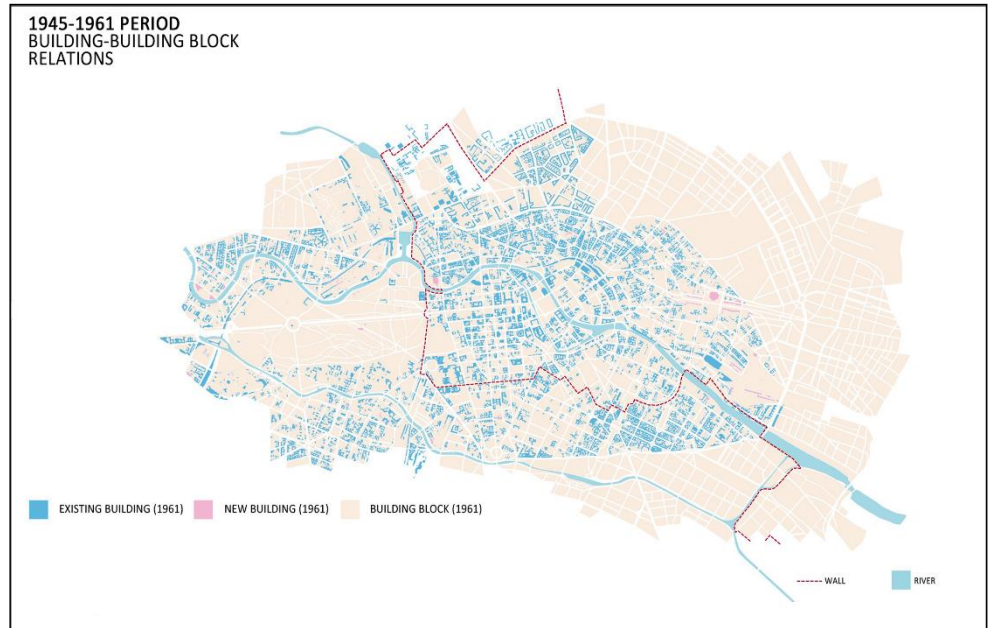 1945-1961 PERIOD
BUILDING-BUILDING BLOCK
RELATIONS
EXISTING BUILDING (1961)
NEW BUILDING (1961)
BUILDING BLOCK (1961)
WALL
RIVER